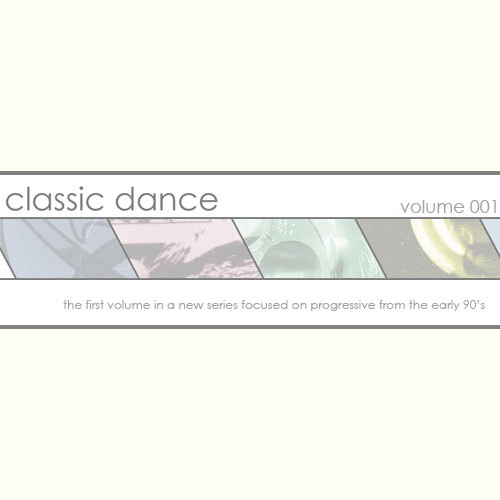 classic dance
volume 001
the first volume in a new series focused on progressive from the early 90's